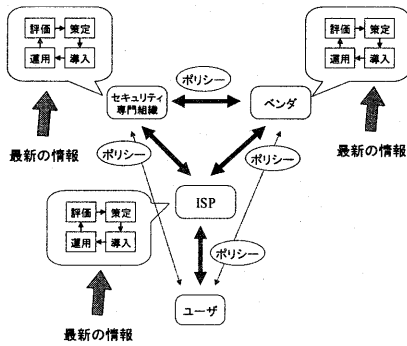 評価 策定
運用 導入
評価 策定
運用 導入
ポリシー
セキュリティ
専門組織
ベンダ
最新の情報
ポリシー
ポリシー
最新の情報
評価 策定
運用 導入
ISP
ポリシー
ユーザ
最新の情報